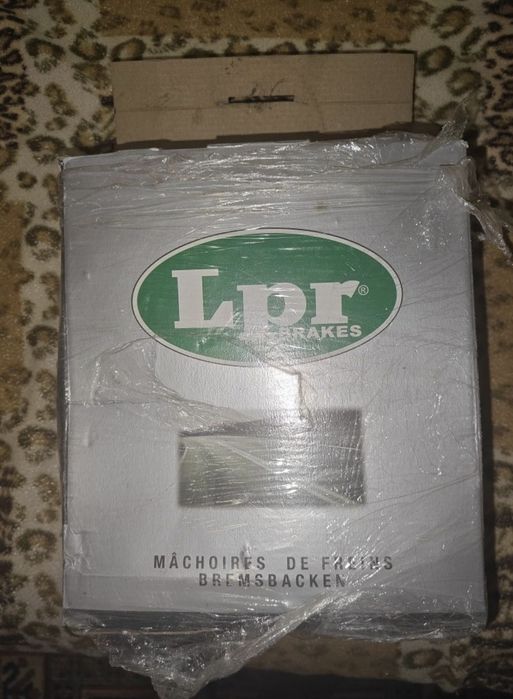 Lpr®
BRAKES
MÂCHOIRES DE FREINS
BREMSBACKEN